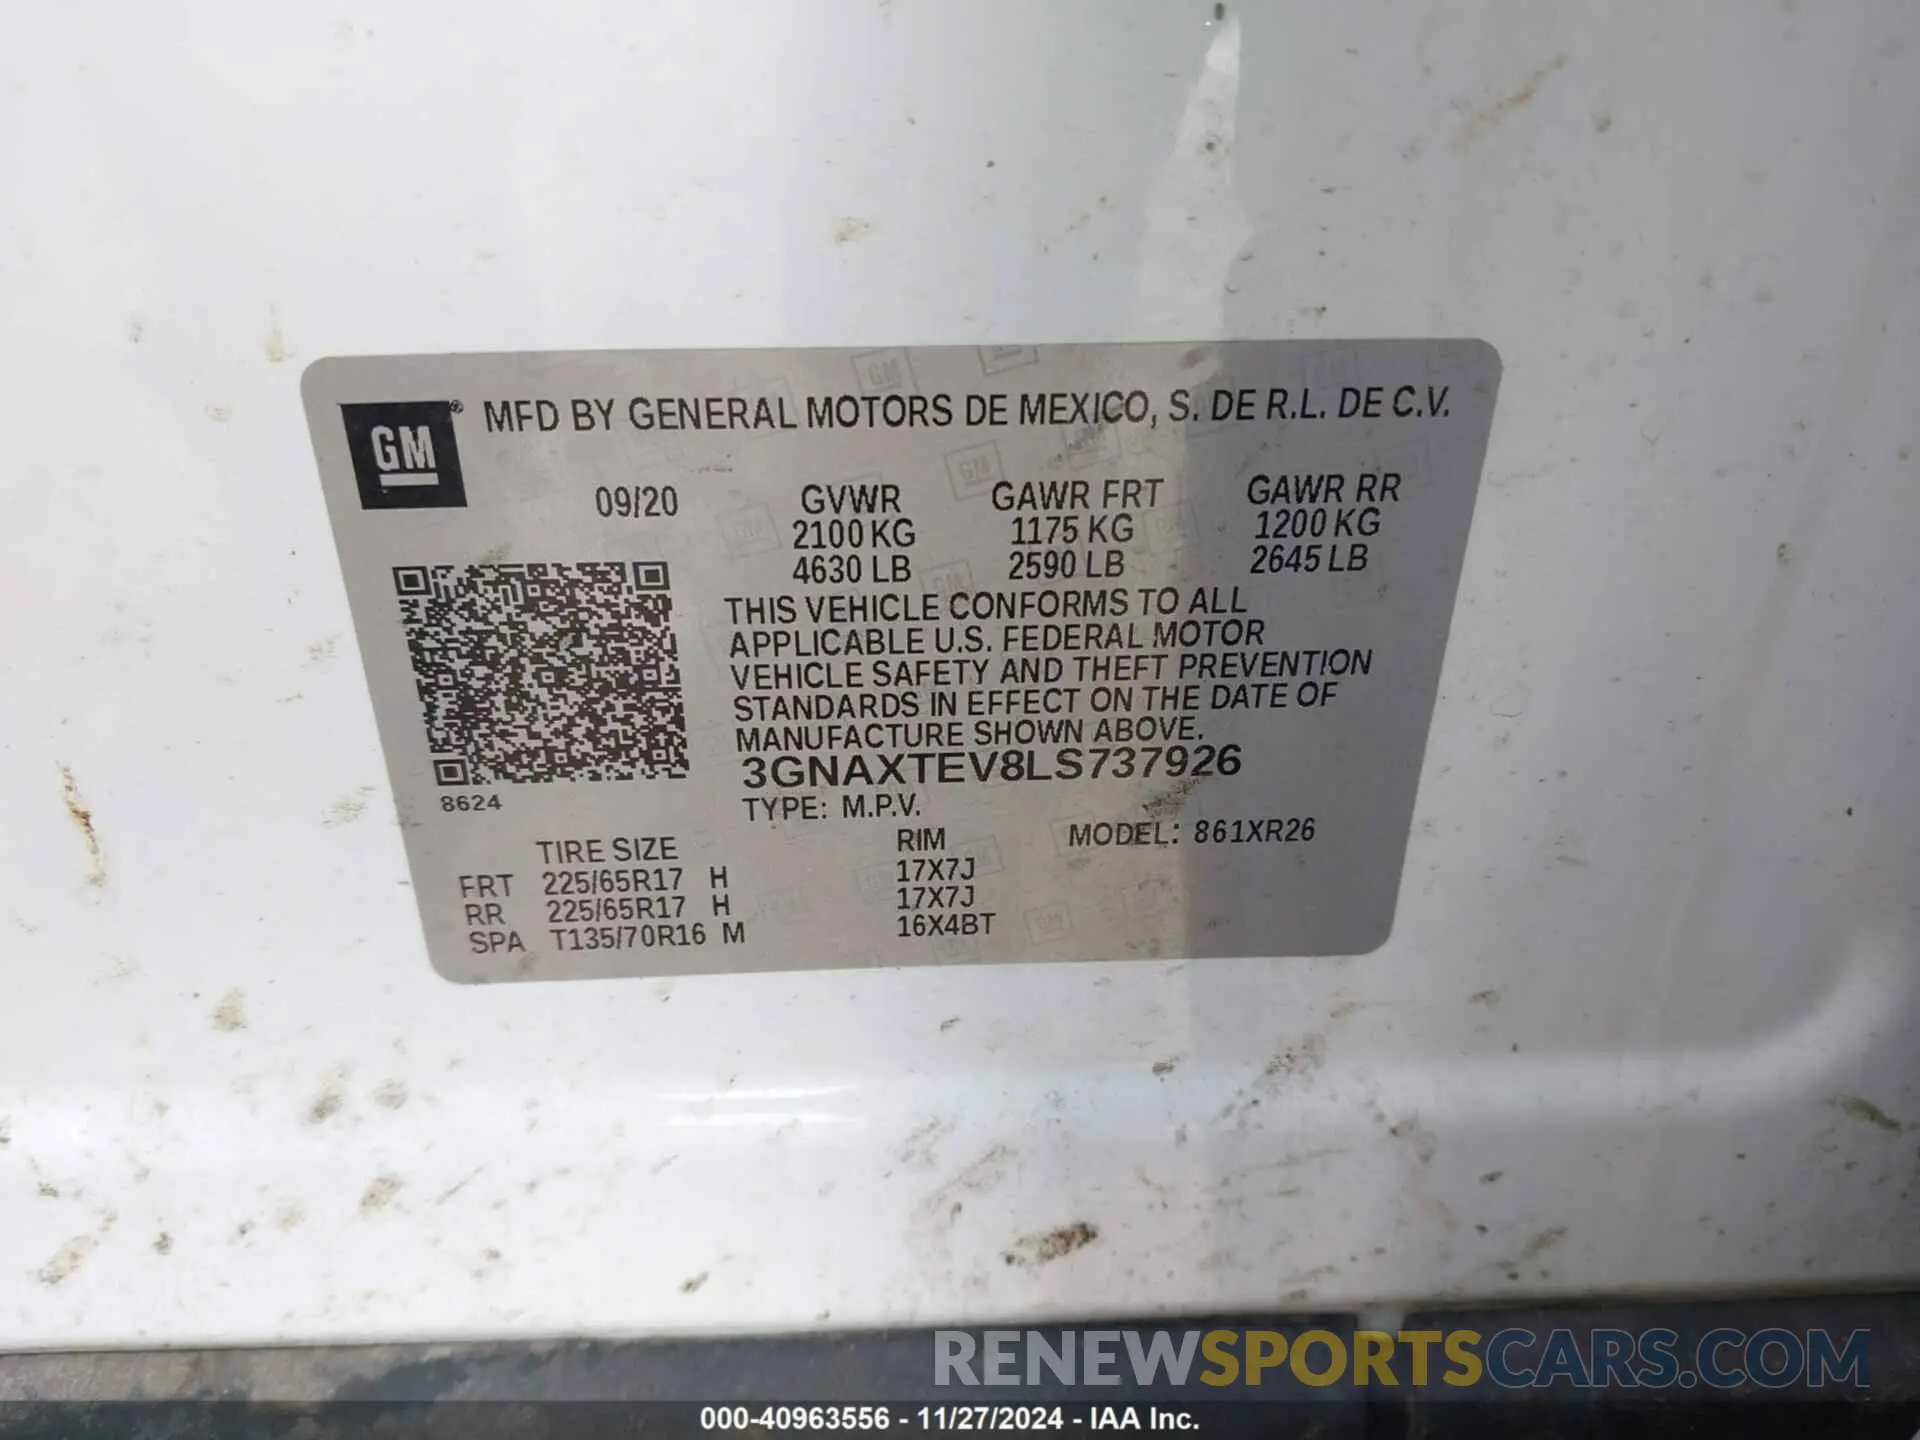 GM® MFD BY GENERAL MOTORS DE MEXICO, S. DE R.L. DE C.V.
09/20 GVWR GAWR FRT GAWR RR
2100 KG 1175 KG 1200 KG
4630 LB 2590 LB 2645 LB
THIS VEHICLE CONFORMS TO ALL
APPLICABLE U.S. FEDERAL MOTOR
VEHICLE SAFETY AND THEFT PREVENTION
STANDARDS IN EFFECT ON THE DATE OF
MANUFACTURE SHOWN ABOVE.
3GNAXTEV8LS737926
8624 TYPE: M.P.V.
TIRE SIZE RIM MODEL: 861XR26
FRT 225/65R17 H 17X7J
RR 225/65R17 H 17X7J
SPA T135/70R16 M 16X4BT
RENEWSPORTSCARS.COM
000-40963556 - 11/27/2024 - IAA Inc.